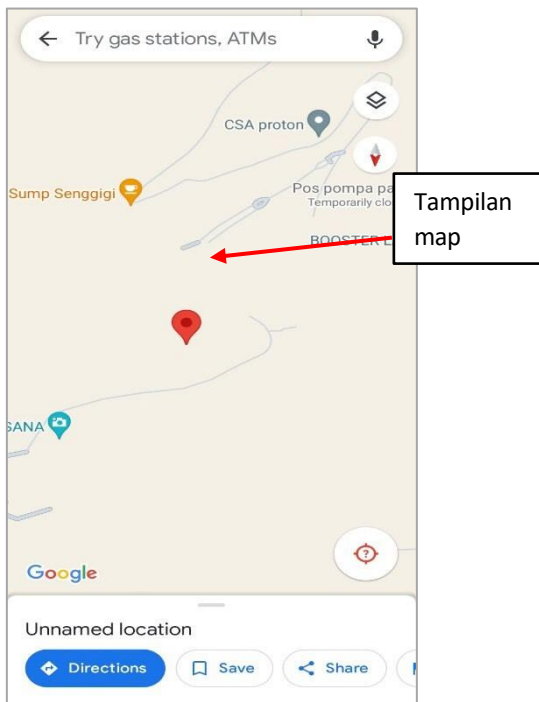 Try gas stations, ATMs
CSA proton
Sump Senggigi
Pos pompa pa
Temporarily clo
BOOSTER
Tampilan
map
SANA
Google
Unnamed location
Directions
Save
Share